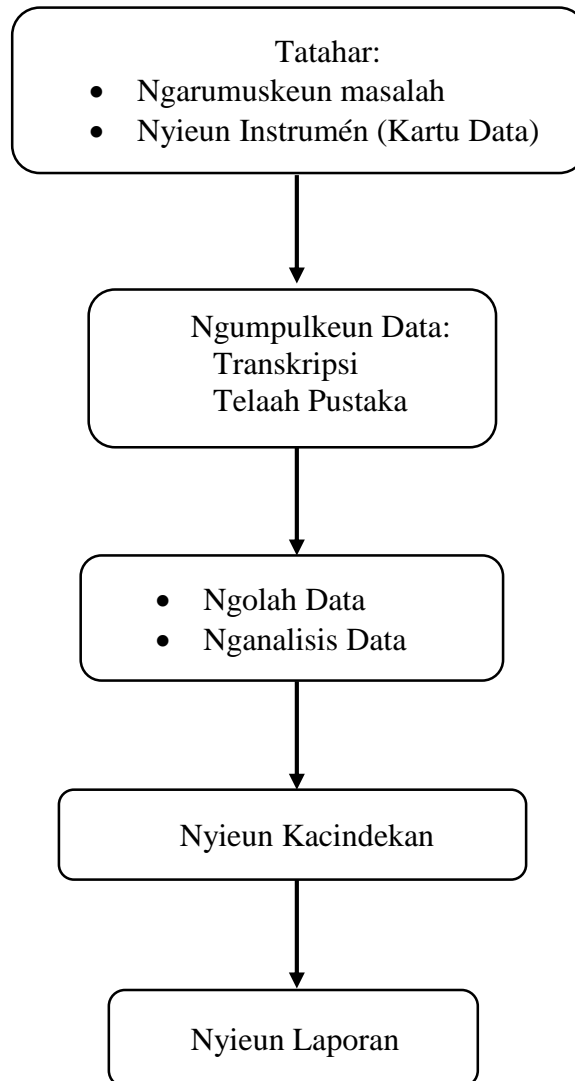 Tatahar:
• Ngarumuskeun masalah
• Nyieun Instrumén (Kartu Data)
Ngumpulkeun Data:
Transkripsi
Telaah Pustaka
• Ngolah Data
• Nganalisis Data
Nyieun Kacindekan
Nyieun Laporan